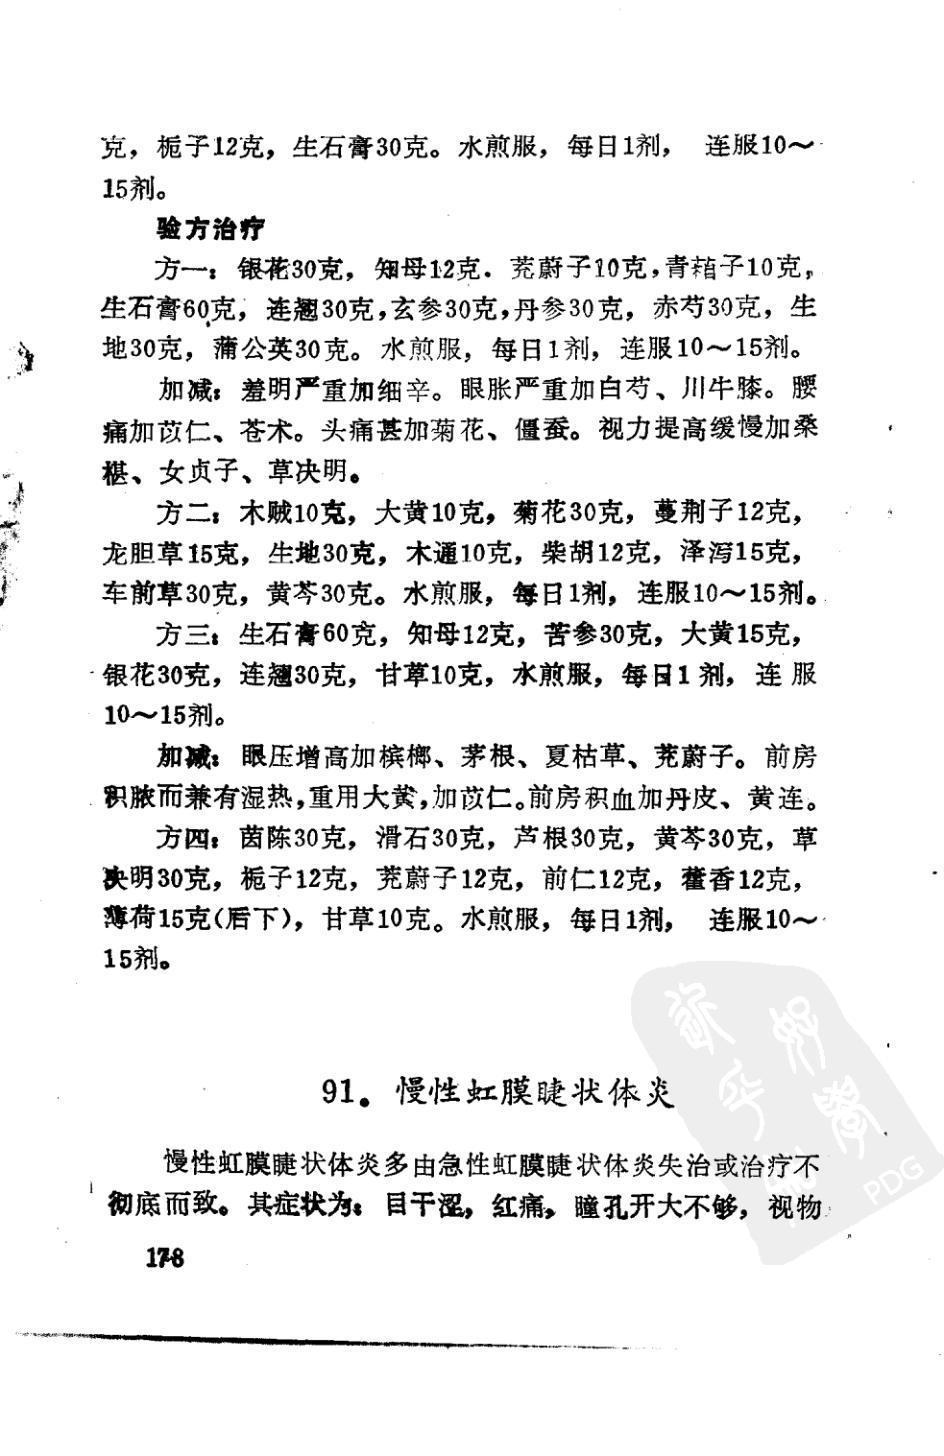 克，栀子12克，生石膏30克。水煎服，每日1剂， 连服10～
15剂。
验方治疗
方一：银花30克，知母12克．茺蔚子10克，青葙子10克，
生石膏60克，连翘30克，玄参30克，丹参30克，赤芍30克，生
地30克，蒲公英30克。水煎服，每日1剂，连服10～15剂。
加减：羞明严重加细辛。眼胀严重加白芍、川牛膝。腰
痛加苡仁、苍术。头痛甚加菊花、僵蚕。视力提高缓慢加桑
椹、女贞子、草决明。
方二：木贼10克，大黄10克，菊花30克，蔓荆子12克，
龙胆草15克，生地30克，木通10克，柴胡12克，泽泻15克，
车前草30克，黄芩30克。水煎服，每日1剂，连服10～15剂。
方三：生石膏60克，知母12克，苦参30克，大黄15克，
银花30克，连翘30克，甘草10克，水煎服，每日1剂，连服
10～15剂。
加减：眼压增高加槟榔、茅根、夏枯草、茺蔚子。前房
积脓而兼有湿热，重用大黄，加苡仁。前房积血加丹皮、黄连。
方四：茵陈30克，滑石30克，芦根30克，黄芩30克，草
决明30克，栀子12克，茺蔚子12克，前仁12克，藿香12克，
薄荷15克(后下)，甘草10克。水煎服，每日1剂， 连服10～
15剂。
91．慢性虹膜睫状体炎
慢性虹膜睫状体炎多由急性虹膜睫状体炎失治或治疗不
彻底而致。其症状为：目干涩，红痛，瞳孔开大不够，视物
178
PDG